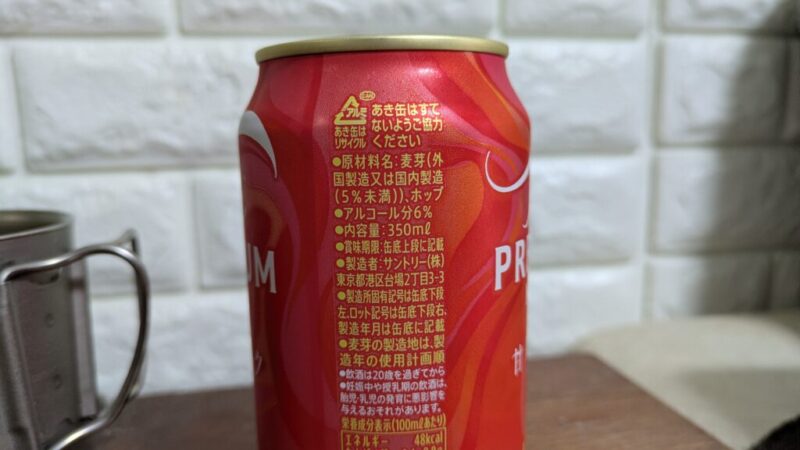 アルミ
あき缶は
リサイクル
あき缶はすて
ないようご協力
ください
●原材料名:麦芽(外
国製造又は国内製造
(5%未満))、ホップ
●アルコール分6%
●内容量:350mℓ
●賞味期限:缶底上段に記載
●製造者:サントリー(株)
東京都港区台場2丁目3-3
●製造所固有記号は缶底下段
左、ロット記号は缶底下段右、
製造年月は缶底に記載
●麦芽の製造地は、製
造年の使用計画順
●飲酒は20歳を過ぎてから
●妊娠中や授乳期の飲酒は、
胎児・乳児の発育に悪影響
を与えるおそれがあります。
栄養成分表示(100mℓあたり)
エネルギー 48kcal
UM
PR
甘